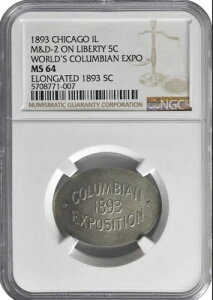 1893 CHICAGO IL
M&D-2 ON LIBERTY 5C
WORLD'S COLUMBIAN EXPO
MS 64
ELONGATED 1893 5C
5708771-007
NUMISMATIC GUARANTY CORPORATION
NGC
COLUMBIAN
1893
EXPOSITION